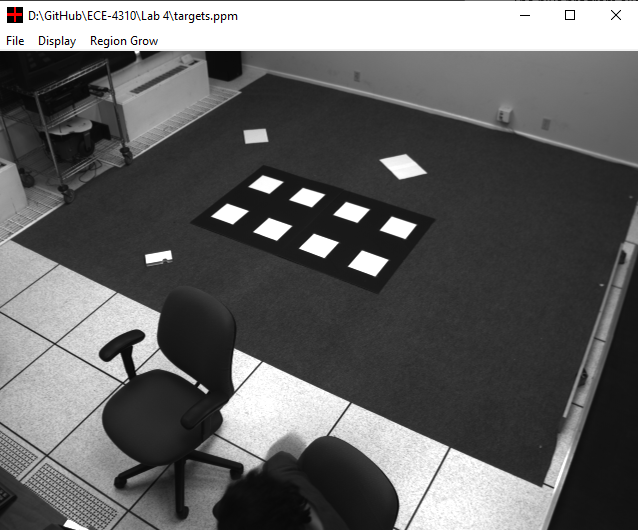 D:\GitHub\ECE-4310\Lab 4\targets.ppm
File Display Region Grow